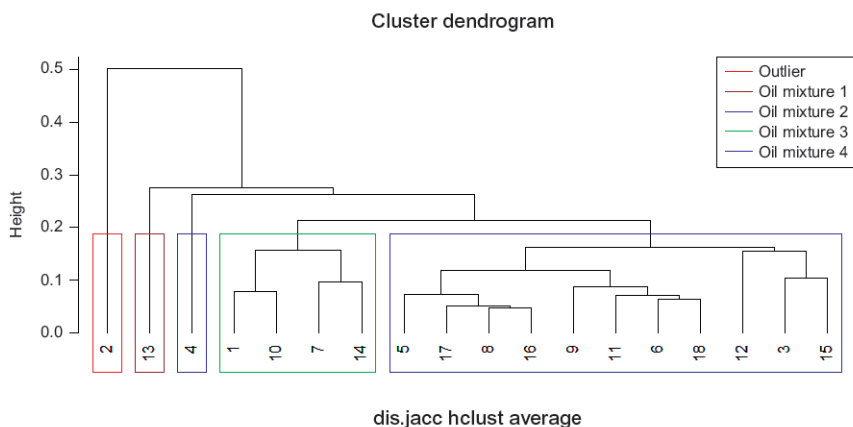 Cluster dendrogram
Height
0.5
0.4
0.3
0.2
0.1
0.0
Outlier
Oil mixture 1
Oil mixture 2
Oil mixture 3
Oil mixture 4
2 13 4 1 10 7 14 5 17 8 16 9 11 6 18 12 3 15
dis.jacc hclust average